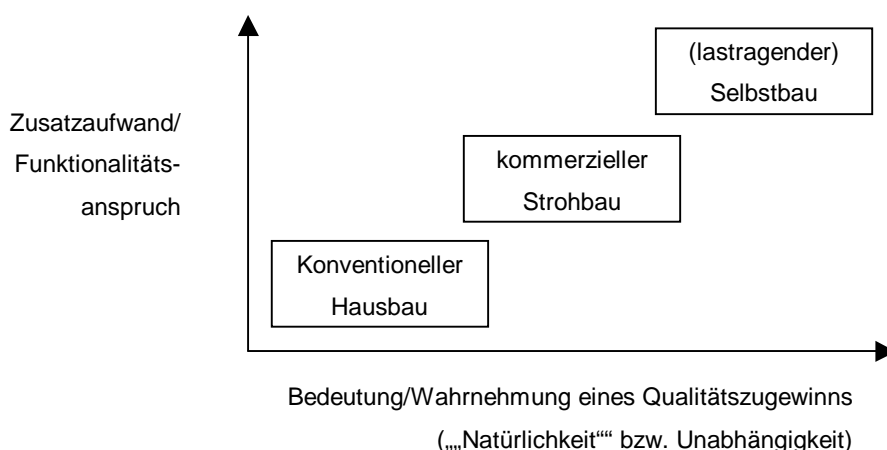 (lastragender)
Selbstbau
Zusatzaufwand/
Funktionalitäts-
anspruch
kommerzieller
Strohbau
Konventioneller
Hausbau
Bedeutung/Wahrnehmung eines Qualitätszugewinns
(„„Natürlichkeit““ bzw. Unabhängigkeit)